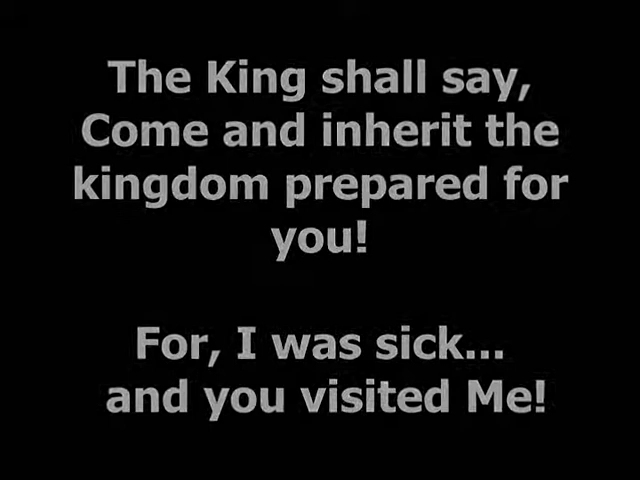 The King shall say,
Come and inherit the
kingdom prepared for
you!
For, I was sick...
and you visited Me!